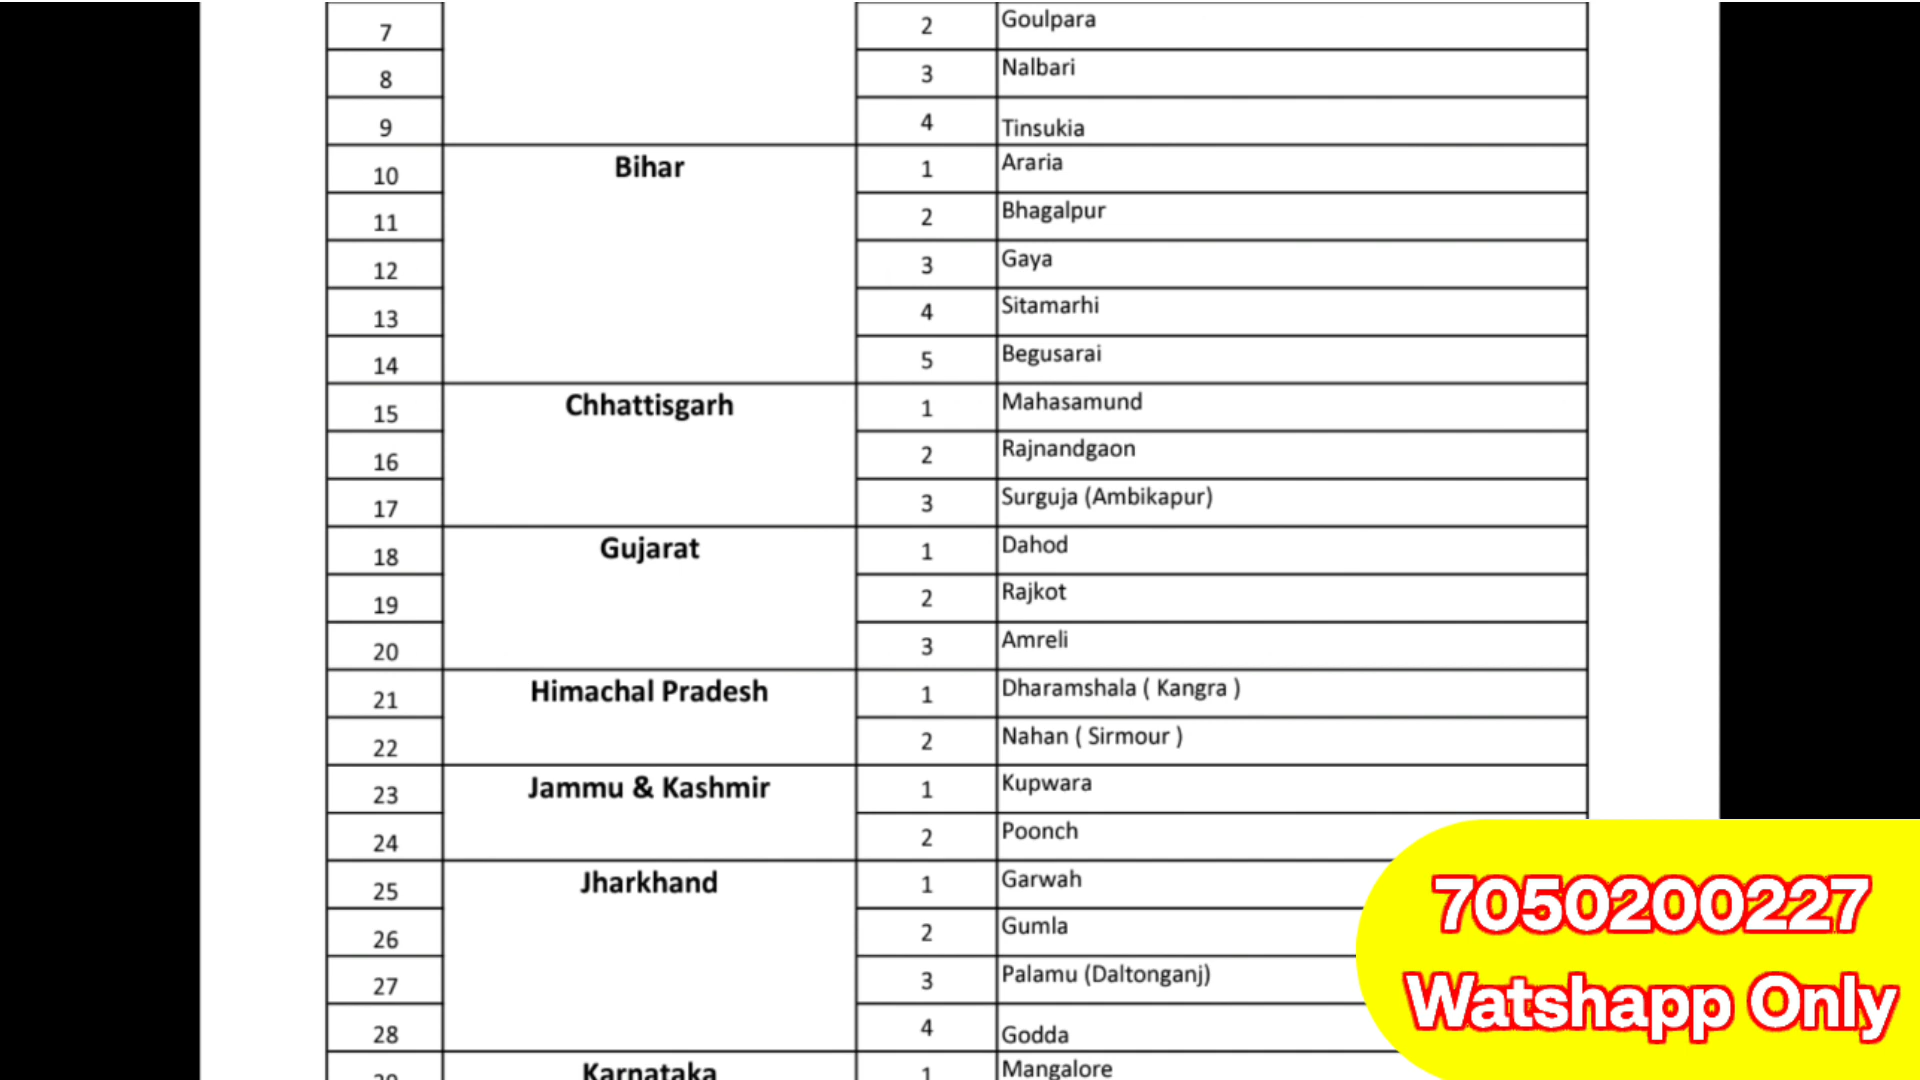 7 2 Goulpara
8 3 Nalbari
9 4 Tinsukia
10 Bihar 1 Araria
11 2 Bhagalpur
12 3 Gaya
13 4 Sitamarhi
14 5 Begusarai
15 Chhattisgarh 1 Mahasamund
16 2 Rajnandgaon
17 3 Surguja (Ambikapur)
18 Gujarat 1 Dahod
19 2 Rajkot
20 3 Amreli
21 Himachal Pradesh 1 Dharamshala ( Kangra )
22 2 Nahan ( Sirmour )
23 Jammu & Kashmir 1 Kupwara
24 2 Poonch
25 Jharkhand 1 Garwah
26 2 Gumla
27 3 Palamu (Daltonganj)
28 4 Godda
29 Karnataka 1 Mangalore
7050200227
Watshapp Only